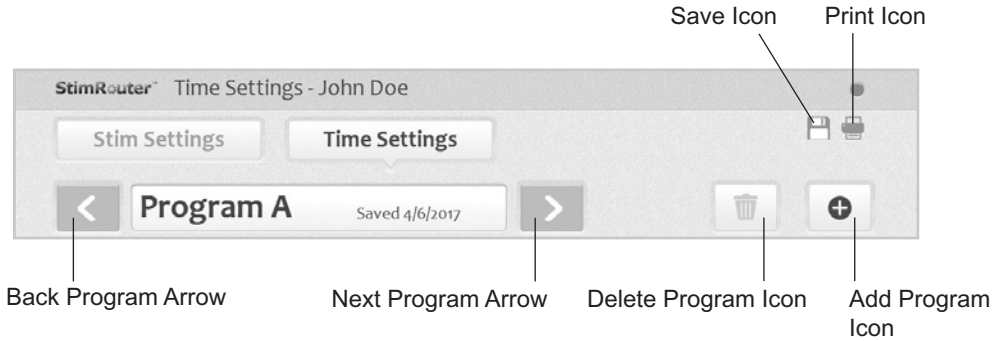 Save Icon Print Icon
StimRouter™ Time Settings - John Doe
Stim Settings Time Settings
Program A Saved 4/6/2017
Back Program Arrow Next Program Arrow Delete Program Icon Add Program
Icon